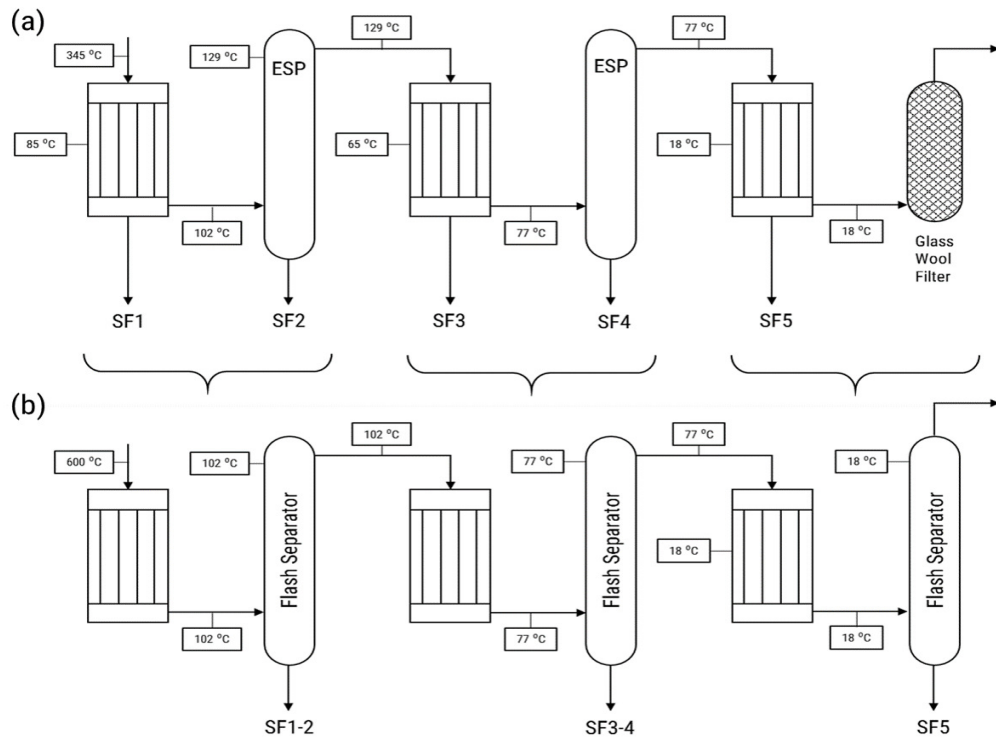 (a)
345 °C
129 °C
ESP
129 °C
ESP
77 °C
85 °C
65 °C
18 °C
102 °C
77 °C
18 °C
Glass
Wool
Filter
SF1
SF2
SF3
SF4
SF5
(b)
600 °C
102 °C
102 °C
77 °C
77 °C
18 °C
Flash Separator
Flash Separator
18 °C
Flash Separator
102 °C
77 °C
18 °C
SF1-2
SF3-4
SF5